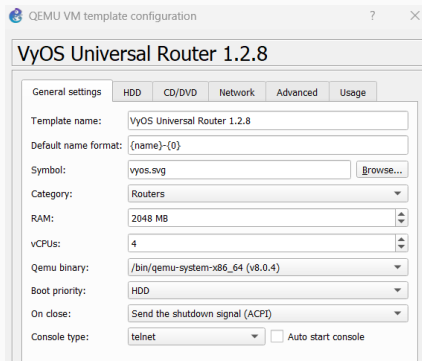 QEMU VM template configuration ? ×
VyOS Universal Router 1.2.8
General settings HDD CD/DVD Network Advanced Usage
Template name: VyOS Universal Router 1.2.8
Default name format: {name}-{0}
Symbol: vyos.svg Browse...
Category: Routers
RAM: 2048 MB
vCPUs: 4
Qemu binary: /bin/qemu-system-x86_64 (v8.0.4)
Boot priority: HDD
On close: Send the shutdown signal (ACPI)
Console type: telnet Auto start console